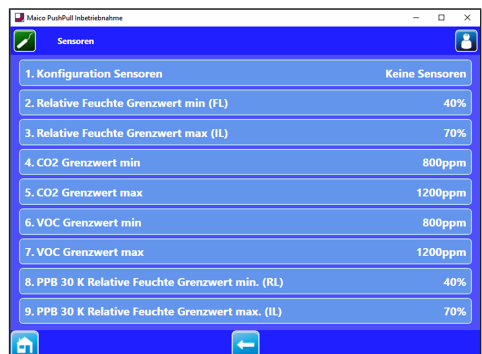 Maico PushPull Inbetriebnahme
Sensoren
1. Konfiguration Sensoren Keine Sensoren
2. Relative Feuchte Grenzwert min (FL) 40%
3. Relative Feuchte Grenzwert max (IL) 70%
4. CO2 Grenzwert min 800ppm
5. CO2 Grenzwert max 1200ppm
6. VOC Grenzwert min 800ppm
7. VOC Grenzwert max 1200ppm
8. PPB 30 K Relative Feuchte Grenzwert min. (RL) 40%
9. PPB 30 K Relative Feuchte Grenzwert max. (IL) 70%